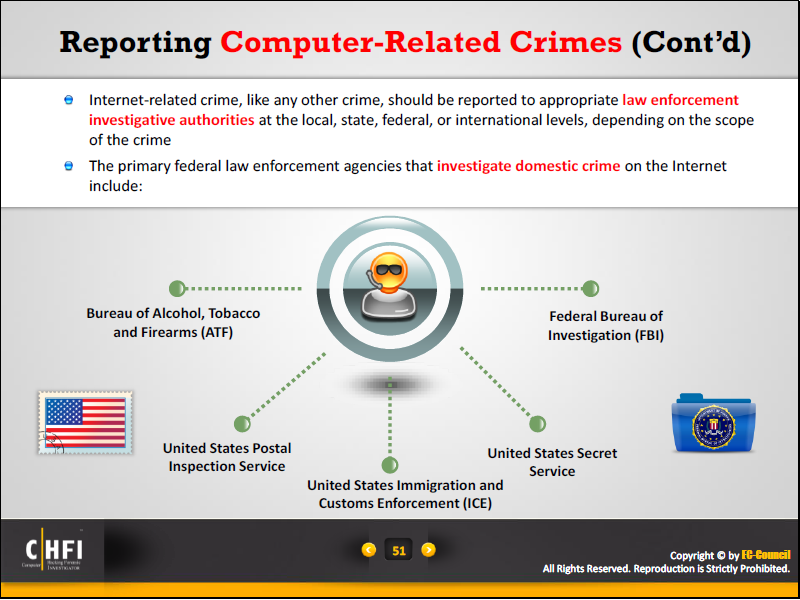 Reporting Computer-Related Crimes (Cont’d)
Internet-related crime, like any other crime, should be reported to appropriate law enforcement
investigative authorities at the local, state, federal, or international levels, depending on the scope
of the crime
The primary federal law enforcement agencies that investigate domestic crime on the Internet
include:
Bureau of Alcohol, Tobacco
and Firearms (ATF)
Federal Bureau of
Investigation (FBI)
United States Postal
Inspection Service
United States Secret
Service
United States Immigration and
Customs Enforcement (ICE)
CHFI
Computer Hacking Forensic
INVESTIGATOR
51
Copyright © by EC-Council
All Rights Reserved. Reproduction is Strictly Prohibited.